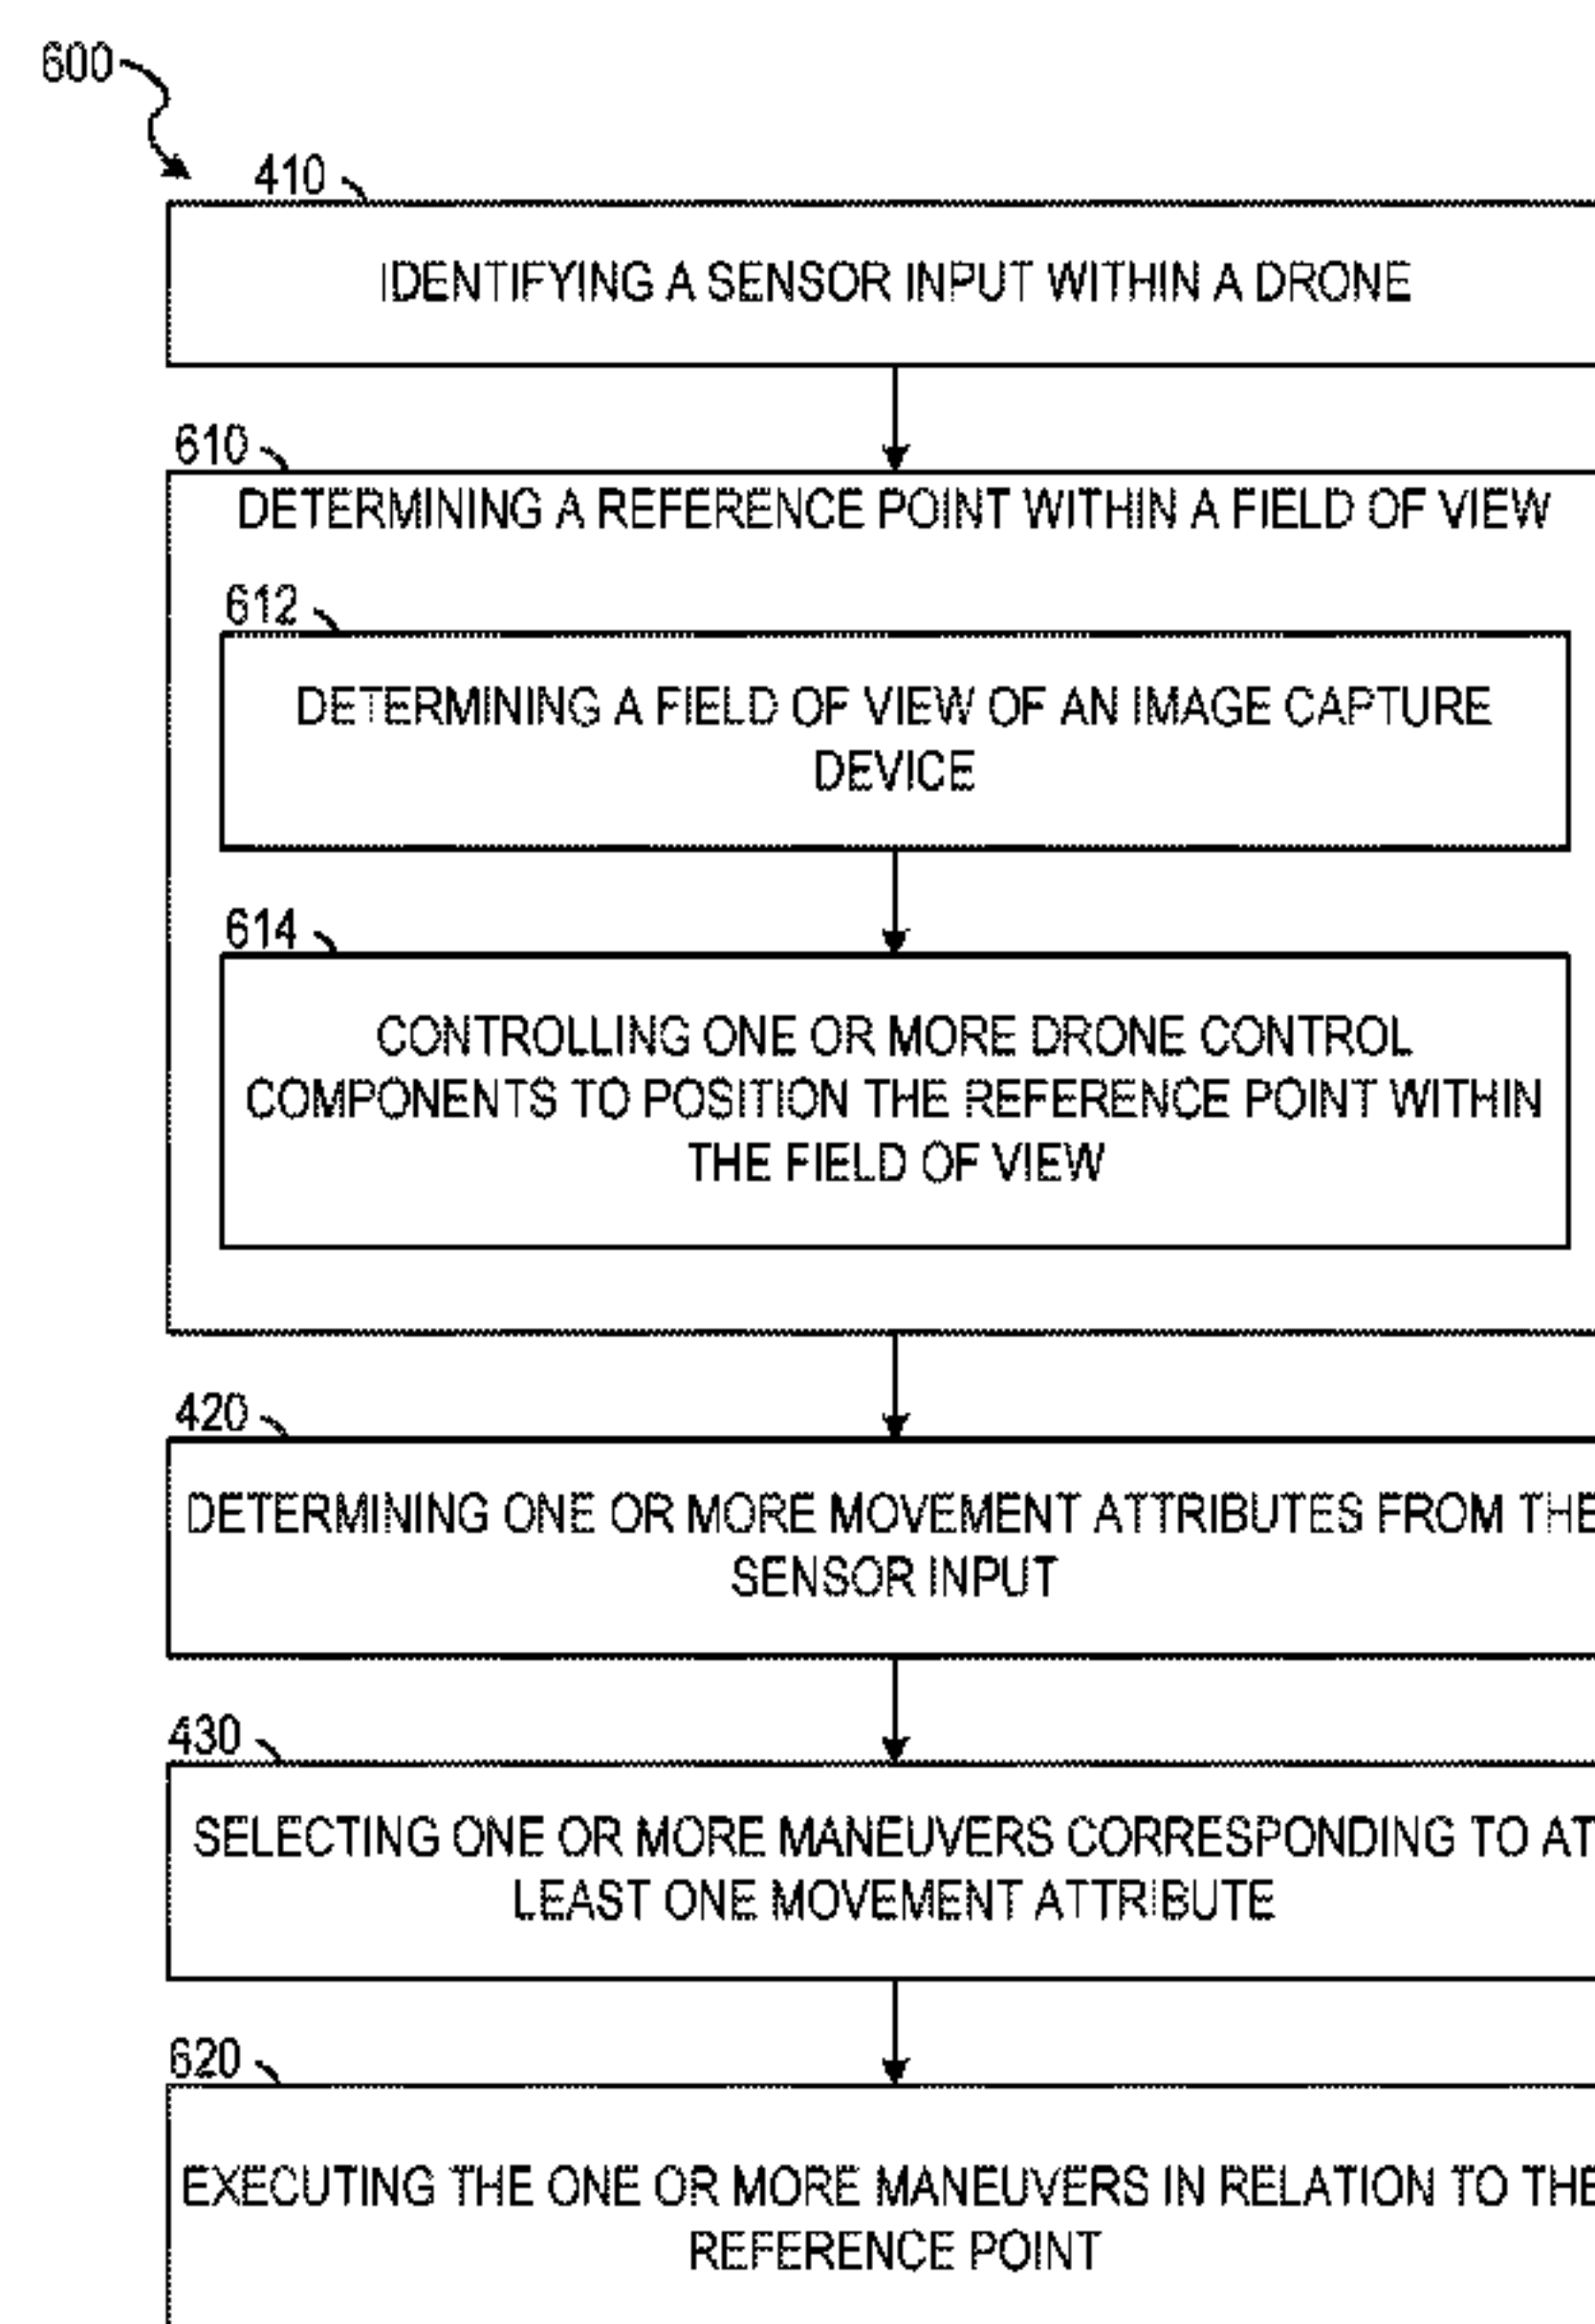 600
410
IDENTIFYING A SENSOR INPUT WITHIN A DRONE
610
DETERMINING A REFERENCE POINT WITHIN A FIELD OF VIEW
612
DETERMINING A FIELD OF VIEW OF AN IMAGE CAPTURE
DEVICE
614
CONTROLLING ONE OR MORE DRONE CONTROL
COMPONENTS TO POSITION THE REFERENCE POINT WITHIN
THE FIELD OF VIEW
420
DETERMINING ONE OR MORE MOVEMENT ATTRIBUTES FROM THE
SENSOR INPUT
430
SELECTING ONE OR MORE MANEUVERS CORRESPONDING TO AT
LEAST ONE MOVEMENT ATTRIBUTE
620
EXECUTING THE ONE OR MORE MANEUVERS IN RELATION TO THE
REFERENCE POINT